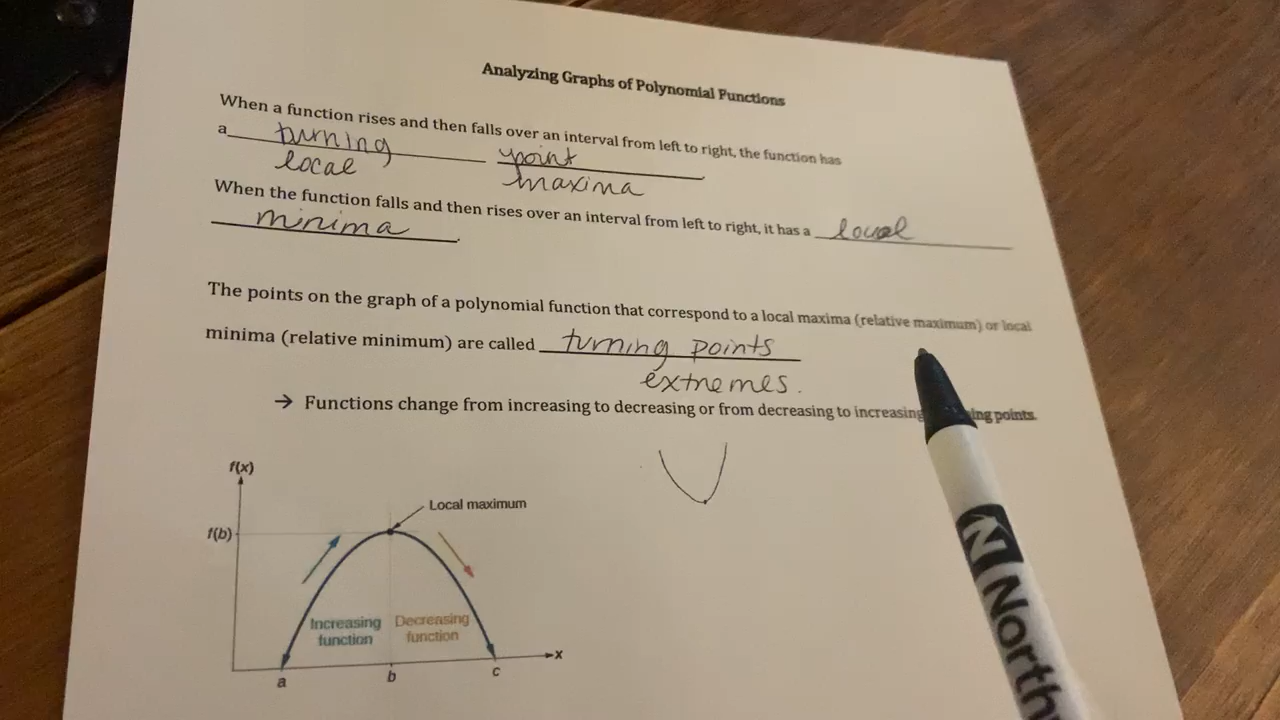 Analyzing Graphs of Polynomial Functions
When a function rises and then falls over an interval from left to right, the function has
a turning point
local maxima
When the function falls and then rises over an interval from left to right, it has a local
minima.
The points on the graph of a polynomial function that correspond to a local maxima (relative maximum) or local
minima (relative minimum) are called turning points
extremes.
→ Functions change from increasing to decreasing or from decreasing to increasing points.
f(x)
Local maximum
f(b)
Increasing function
Decreasing function
x
a
b
c
N North